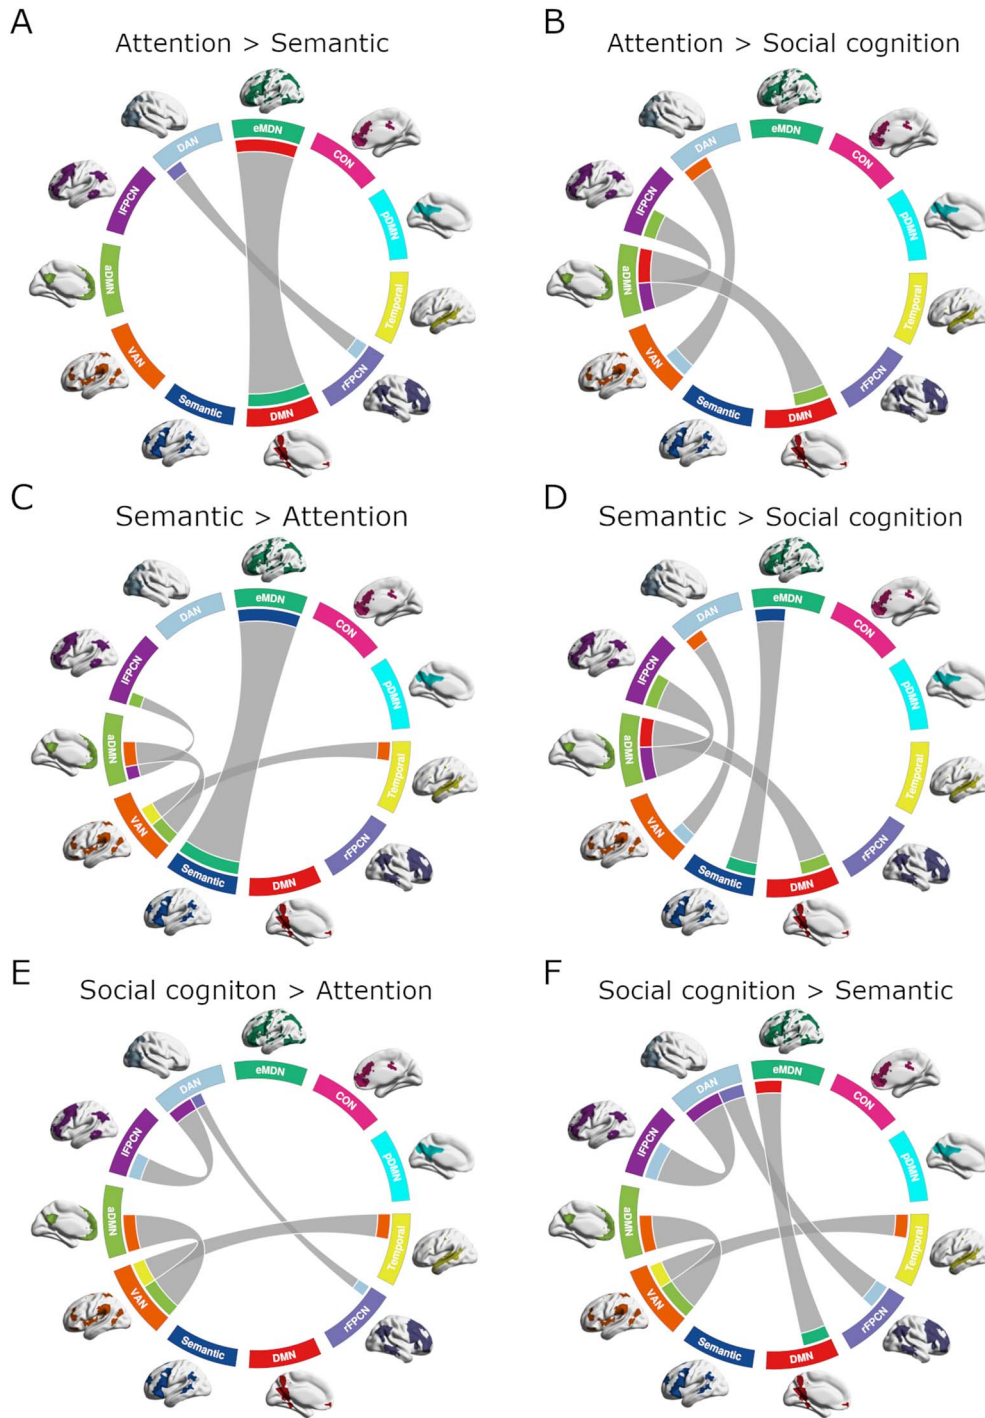 A
Attention > Semantic
eMDN
CON
pDMN
Temporal
rFPCN
DMN
Semantic
VAN
aDMN
lFPCN
DAN
B
Attention > Social cognition
eMDN
CON
pDMN
Temporal
rFPCN
DMN
Semantic
VAN
aDMN
lFPCN
DAN
C
Semantic > Attention
eMDN
CON
pDMN
Temporal
rFPCN
DMN
Semantic
VAN
aDMN
lFPCN
DAN
D
Semantic > Social cognition
eMDN
CON
pDMN
Temporal
rFPCN
DMN
Semantic
VAN
aDMN
lFPCN
DAN
E
Social cogniton > Attention
eMDN
CON
pDMN
Temporal
rFPCN
DMN
Semantic
VAN
aDMN
lFPCN
DAN
F
Social cognition > Semantic
eMDN
CON
pDMN
Temporal
rFPCN
DMN
Semantic
VAN
aDMN
lFPCN
DAN